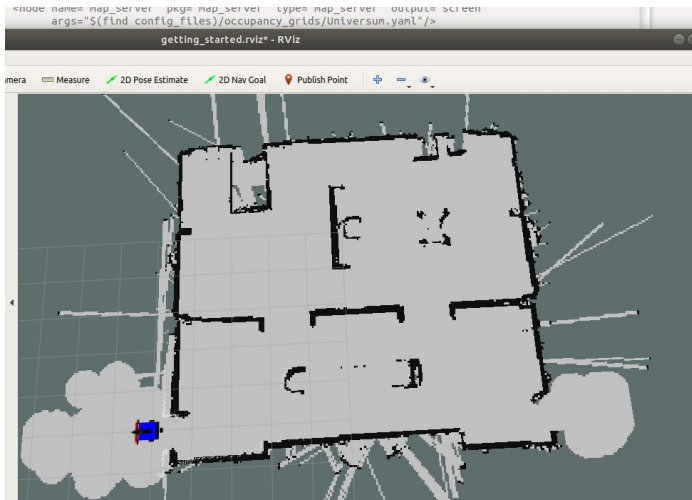 <node name="map_server" pkg="map_server" type="map_server" output="screen"
args="$(find config_files)/occupancy_grids/Universum.yaml"/>
getting_started.rviz* - RViz
Measure 2D Pose Estimate 2D Nav Goal Publish Point